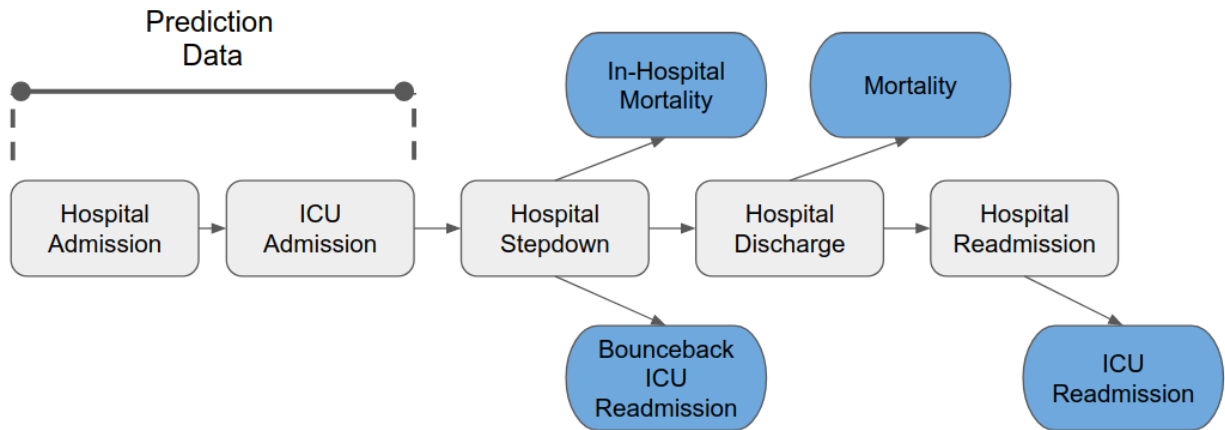 Prediction
Data
In-Hospital
Mortality
Mortality
Hospital
Admission
ICU
Admission
Hospital
Stepdown
Hospital
Discharge
Hospital
Readmission
Bounceback
ICU
Readmission
ICU
Readmission